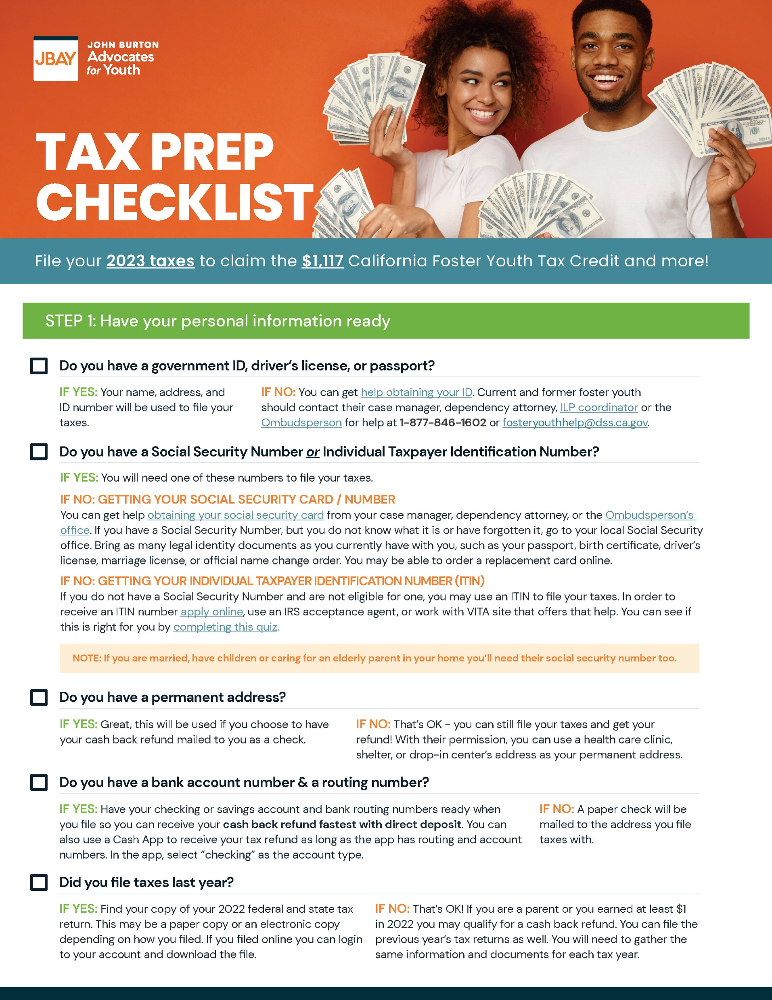 JBAY
JOHN BURTON
Advocates
for Youth
TAX PREP
CHECKLIST
File your 2023 taxes to claim the $1,117 California Foster Youth Tax Credit and more!
STEP 1: Have your personal information ready
Do you have a government ID, driver's license, or passport?
IF YES: Your name, address, and
ID number will be used to file your
taxes.
IF NO: You can get help obtaining your ID. Current and former foster youth
should contact their case manager, dependency attorney, ILP coordinator or the
Ombudsperson for help at 1-877-846-1602 or fosteryouthhelp@dss.ca.gov.
Do you have a Social Security Number or Individual Taxpayer Identification Number?
IF YES: You will need one of these numbers to file your taxes.
IF NO: GETTING YOUR SOCIAL SECURITY CARD / NUMBER
You can get help obtaining your social security card from your case manager, dependency attorney, or the Ombudsperson's
office. If you have a Social Security Number, but you do not know what it is or have forgotten it, go to your local Social Security
office. Bring as many legal identity documents as you currently have with you, such as your passport, birth certificate, driver's
license, marriage license, or official name change order. You may be able to order a replacement card online.
IF NO: GETTING YOUR INDIVIDUAL TAXPAYER IDENTIFICATION NUMBER (ITIN)
If you do not have a Social Security Number and are not eligible for one, you may use an ITIN to file your taxes. In order to
receive an ITIN number apply online, use an IRS acceptance agent, or work with VITA site that offers that help. You can see if
this is right for you by completing this quiz.
NOTE: If you are married, have children or caring for an elderly parent in your home you'll need their social security number too.
Do you have a permanent address?
IF YES: Great, this will be used if you choose to have
your cash back refund mailed to you as a check.
IF NO: That's OK – you can still file your taxes and get your
refund! With their permission, you can use a health care clinic,
shelter, or drop-in center's address as your permanent address.
Do you have a bank account number & a routing number?
IF YES: Have your checking or savings account and bank routing numbers ready when
you file so you can receive your cash back refund fastest with direct deposit. You can
also use a Cash App to receive your tax refund as long as the app has routing and account
numbers. In the app, select “checking” as the account type.
IF NO: A paper check will be
mailed to the address you file
taxes with.
Did you file taxes last year?
IF YES: Find your copy of your 2022 federal and state tax
return. This may be a paper copy or an electronic copy
depending on how you filed. If you filed online you can login
to your account and download the file.
IF NO: That's OK! If you are a parent or you earned at least $1
in 2022 you may qualify for a cash back refund. You can file the
previous year's tax returns as well. You will need to gather the
same information and documents for each tax year.